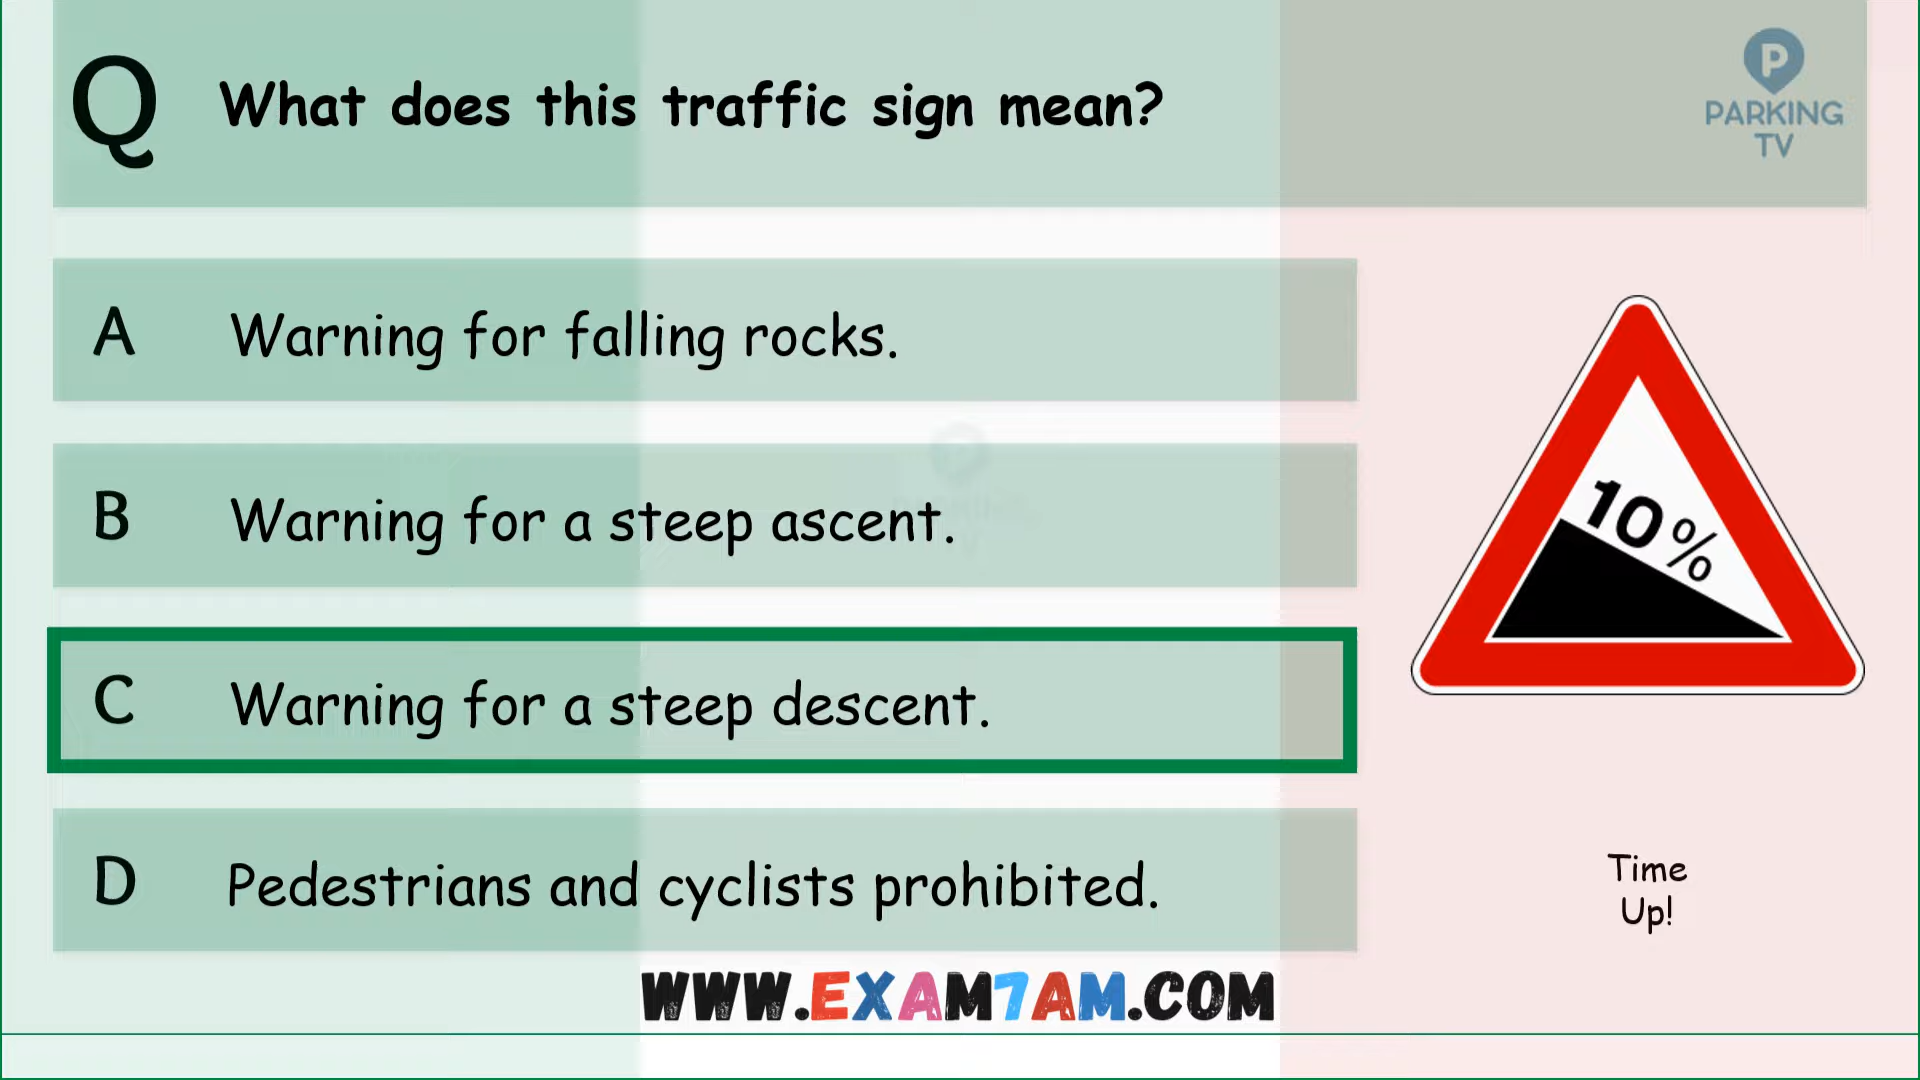 Q What does this traffic sign mean?
P
PARKING
TV
A Warning for falling rocks.
B Warning for a steep ascent.
C Warning for a steep descent.
D Pedestrians and cyclists prohibited.
10%
Time
Up!
WWW.EXAM7AM.COM